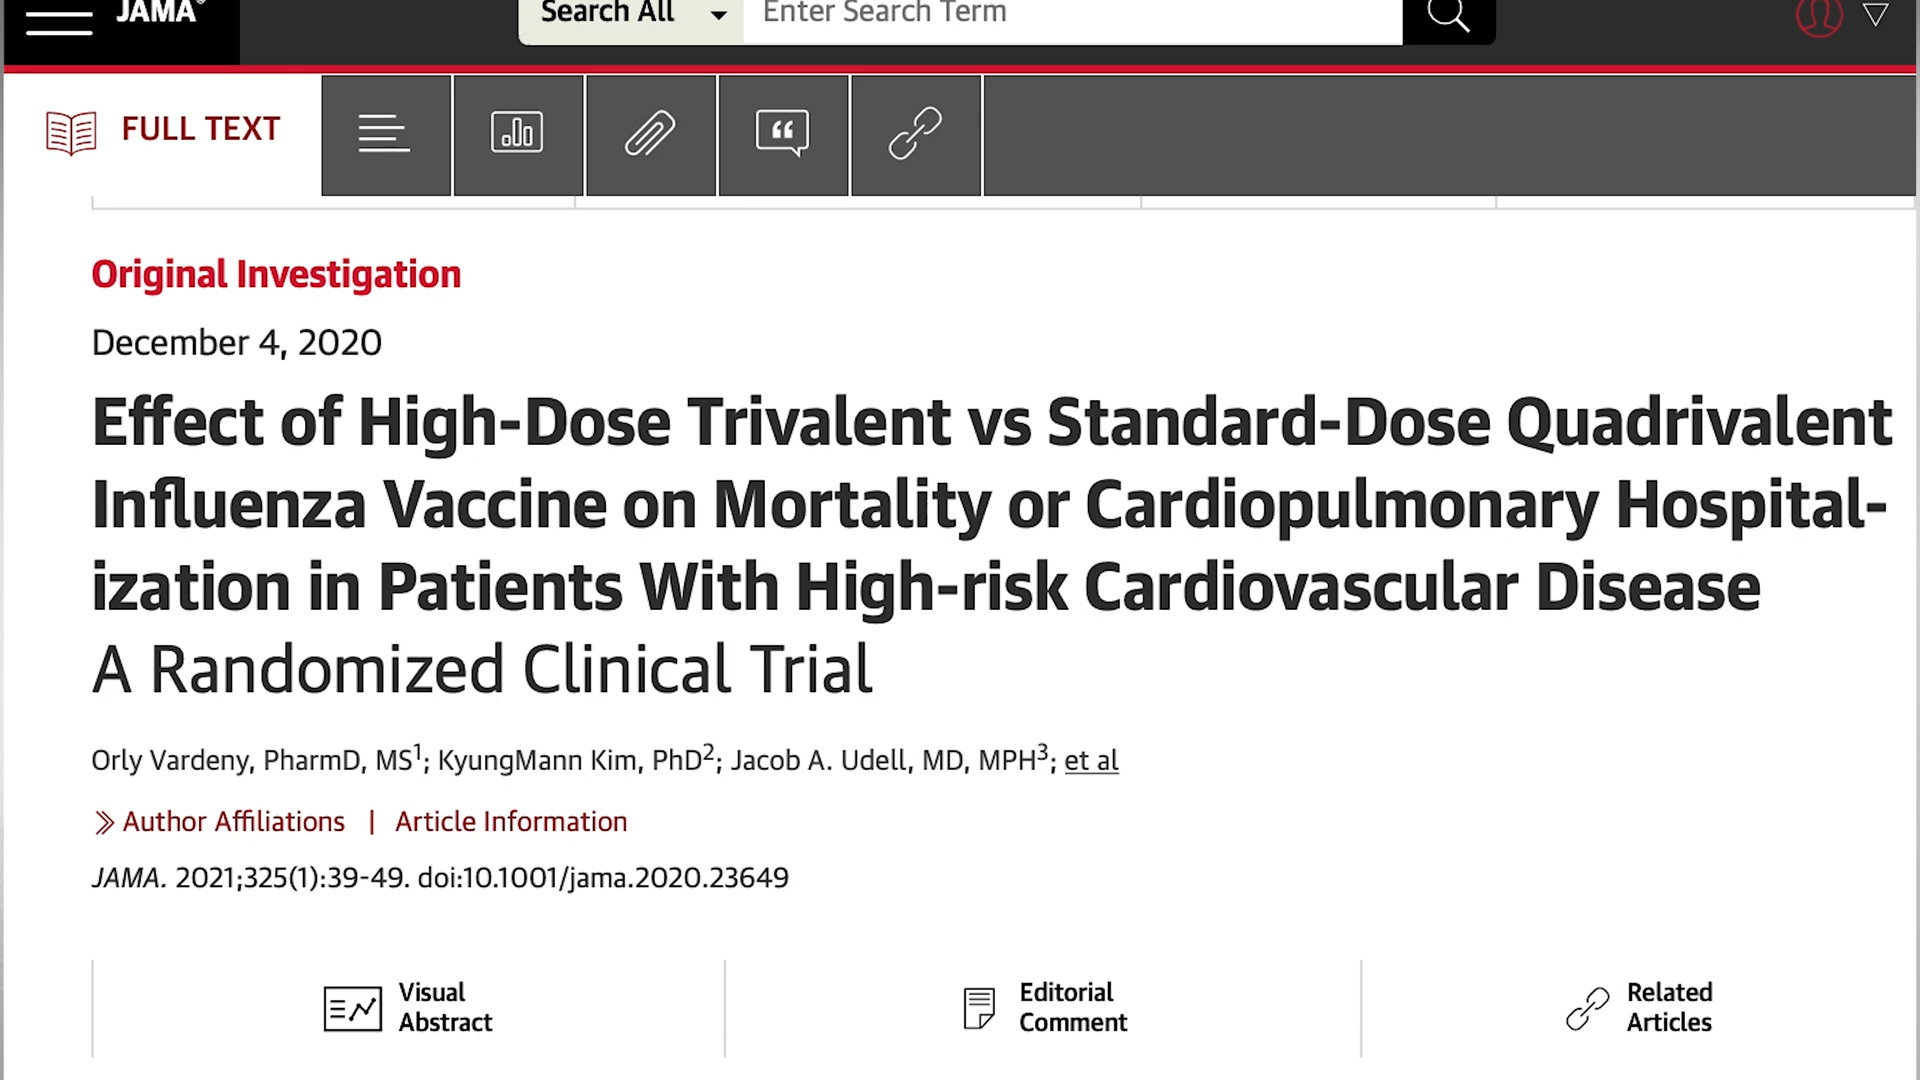 JAMA®
Search All
Enter Search Term
FULL TEXT
Original Investigation
December 4, 2020
Effect of High-Dose Trivalent vs Standard-Dose Quadrivalent
Influenza Vaccine on Mortality or Cardiopulmonary Hospital-
ization in Patients With High-risk Cardiovascular Disease
A Randomized Clinical Trial
Orly Vardeny, PharmD, MS1; KyungMann Kim, PhD2; Jacob A. Udell, MD, MPH3; et al
Author Affiliations | Article Information
JAMA. 2021;325(1):39-49. doi:10.1001/jama.2020.23649
Visual
Abstract
Editorial
Comment
Related
Articles